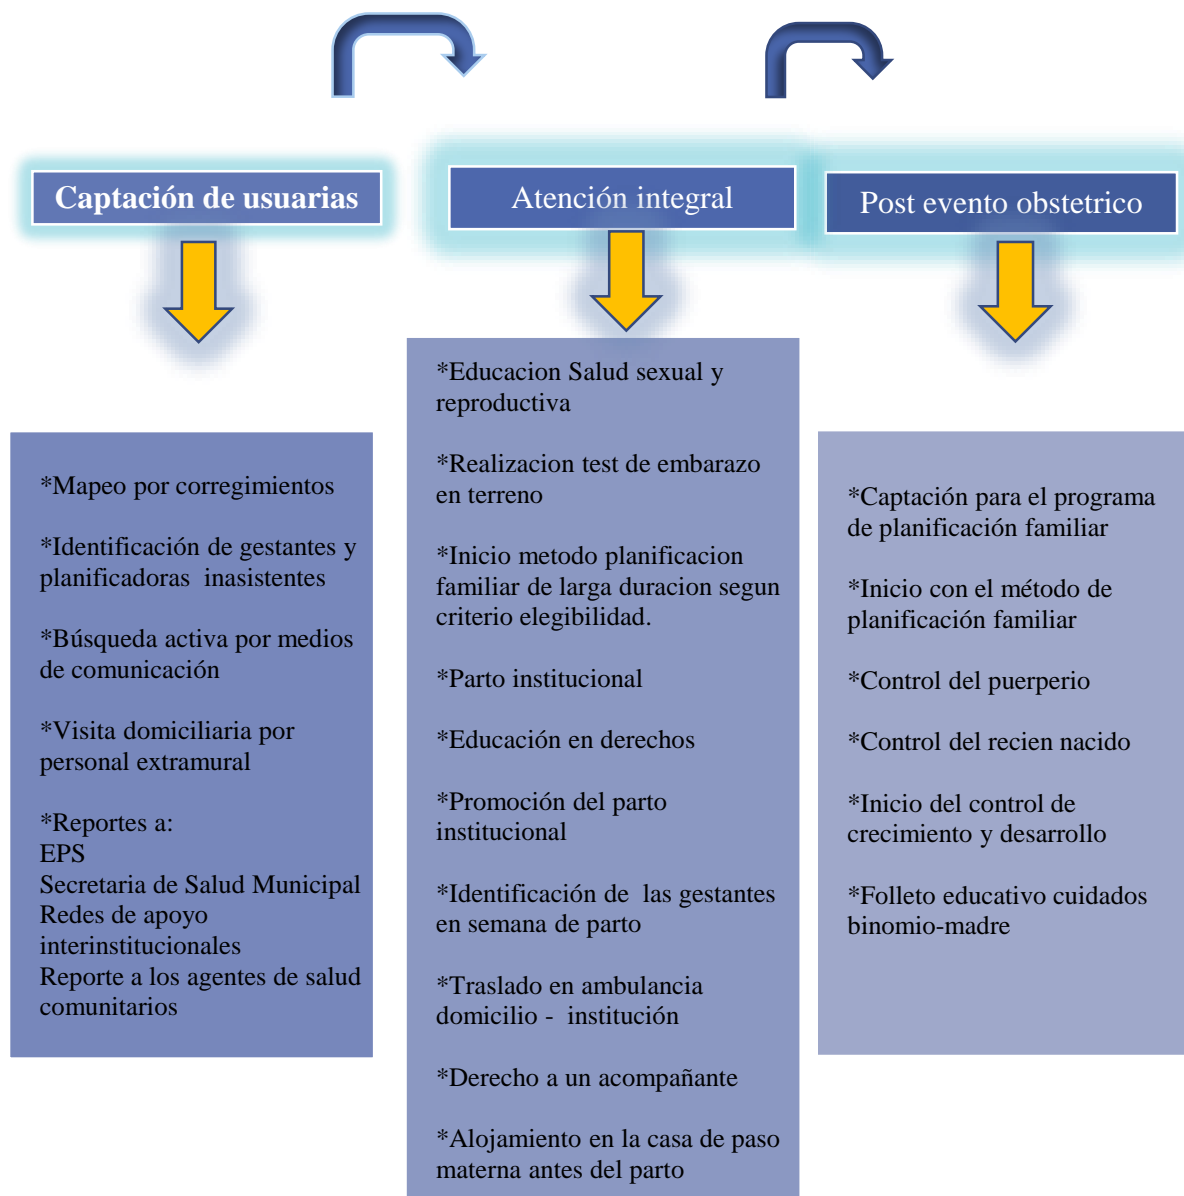 Captación de usuarias
*Mapeo por corregimientos
*Identificación de gestantes y
planificadoras inasistentes
*Búsqueda activa por medios
de comunicación
*Visita domiciliaria por
personal extramural
*Reportes a:
EPS
Secretaria de Salud Municipal
Redes de apoyo
interinstitucionales
Reporte a los agentes de salud
comunitarios
Atención integral
*Educacion Salud sexual y
reproductiva
*Realizacion test de embarazo
en terreno
*Inicio metodo planificacion
familiar de larga duracion segun
criterio elegibilidad.
*Parto institucional
*Educación en derechos
*Promoción del parto
institucional
*Identificación de las gestantes
en semana de parto
*Traslado en ambulancia
domicilio - institución
*Derecho a un acompañante
*Alojamiento en la casa de paso
materna antes del parto
Post evento obstetrico
*Captación para el programa
de planificación familiar
*Inicio con el método de
planificación familiar
*Control del puerperio
*Control del recien nacido
*Inicio del control de
crecimiento y desarrollo
*Folleto educativo cuidados
binomio-madre